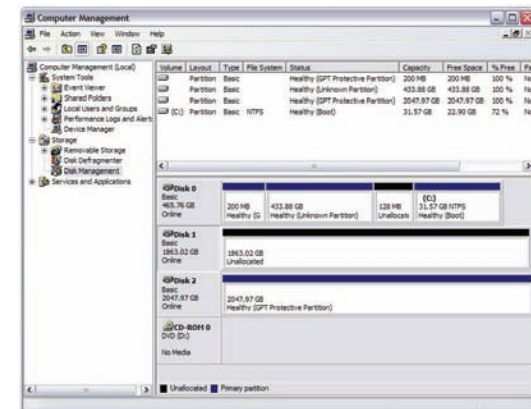 Computer Management
File Action View Window Help
Computer Management (Local)
System Tools
Event Viewer
Shared Folders
Local Users and Groups
Performance Logs and Alerts
Device Manager
Storage
Removable Storage
Disk Defragmenter
Disk Management
Services and Applications
Volume Layout Type File System Status Capacity Free Space % Free
Partition Basic Healthy (GPT Protective Partition) 200 MB 200 MB 100 % No
Partition Basic Healthy (Unknown Partition) 433.88 GB 433.88 GB 100 % No
Partition Basic Healthy (GPT Protective Partition) 2047.97 GB 2047.97 GB 100 % No
(C:) Partition Basic NTFS Healthy (Boot) 31.57 GB 22.90 GB 72 % No
Disk 0
Basic
465.76 GB
Online
200 MB
Healthy (G
433.88 GB
Healthy (Unknown Partition)
128 MB
Unallocat
(C:)
31.57 GB NTFS
Healthy (Boot)
Disk 1
Basic
1863.02 GB
Online
1863.02 GB
Unallocated
Disk 2
Basic
2047.97 GB
Online
2047.97 GB
Healthy (GPT Protective Partition)
CD-ROM 0
DVD (D:)
No Media
Unallocated Primary partition